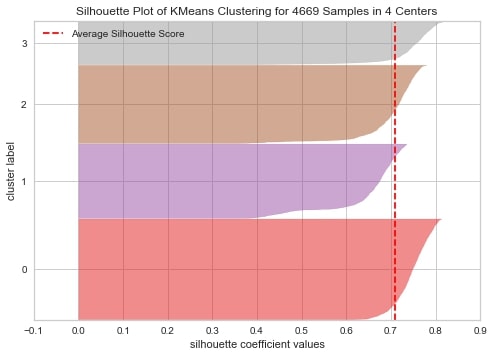 Silhouette Plot of KMeans Clustering for 4669 Samples in 4 Centers
Average Silhouette Score
3
2
1
0
cluster label
−0.1 0.0 0.1 0.2 0.3 0.4 0.5 0.6 0.7 0.8 0.9
silhouette coefficient values